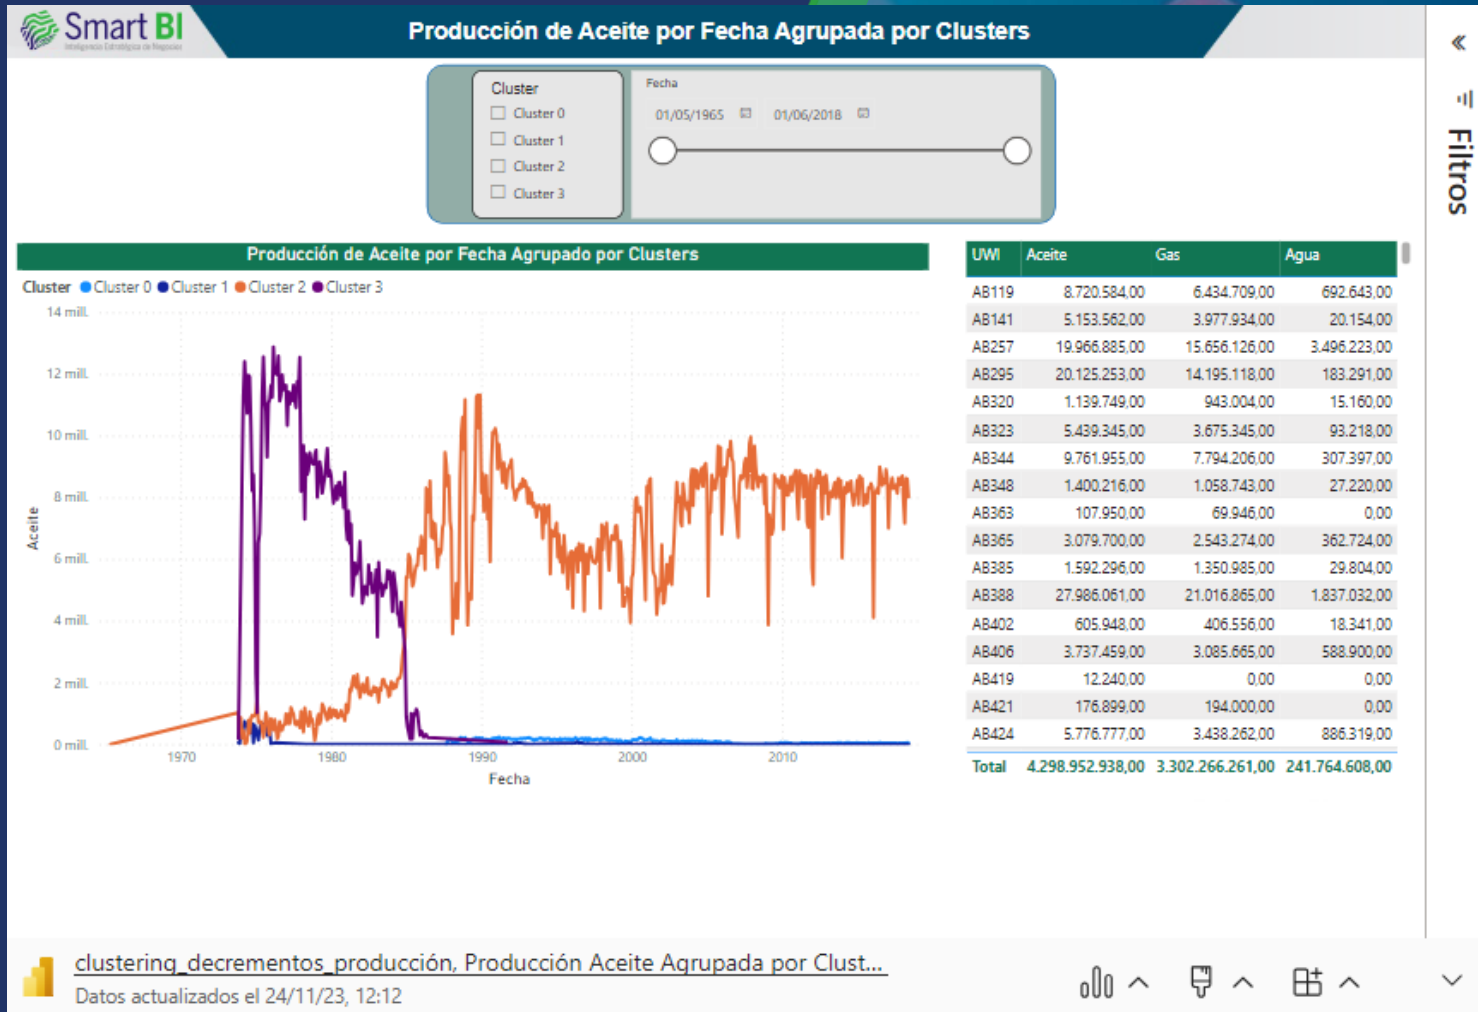 Smart BI
Inteligencia Estratégica de Negocios
Producción de Aceite por Fecha Agrupada por Clusters
Cluster
Cluster 0
Cluster 1
Cluster 2
Cluster 3
Fecha
01/05/1965 01/06/2018
Filtros
Producción de Aceite por Fecha Agrupado por Clusters
Cluster Cluster 0 Cluster 1 Cluster 2 Cluster 3
14 mill.
12 mill.
10 mill.
8 mill.
6 mill.
4 mill.
2 mill.
0 mill.
Aceite
1970 1980 1990 2000 2010
Fecha
UWI Aceite Gas Agua
AB119 8.720.584,00 6.434.709,00 692.643,00
AB141 5.153.562,00 3.977.934,00 20.154,00
AB257 19.966.885,00 15.656.126,00 3.496.223,00
AB295 20.125.253,00 14.195.118,00 183.291,00
AB320 1.139.749,00 943.004,00 15.160,00
AB323 5.439.345,00 3.675.345,00 93.218,00
AB344 9.761.955,00 7.794.206,00 307.397,00
AB348 1.400.216,00 1.058.743,00 27.220,00
AB363 107.950,00 69.946,00 0,00
AB365 3.079.700,00 2.543.274,00 362.724,00
AB385 1.592.296,00 1.350.985,00 29.804,00
AB388 27.986.061,00 21.016.865,00 1.837.032,00
AB402 605.948,00 406.556,00 18.341,00
AB406 3.737.459,00 3.085.665,00 588.900,00
AB419 12.240,00 0,00 0,00
AB421 176.899,00 194.000,00 0,00
AB424 5.776.777,00 3.438.262,00 886.319,00
Total 4.298.952.938,00 3.302.266.261,00 241.764.608,00
clustering_decrementos_producción, Producción Aceite Agrupada por Clust...
Datos actualizados el 24/11/23, 12:12